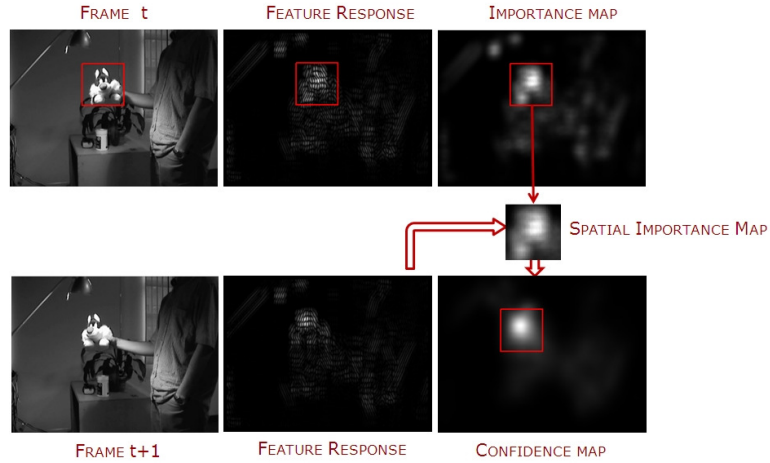 FRAME t
FEATURE RESPONSE
IMPORTANCE MAP
SPATIAL IMPORTANCE MAP
FRAME t+1
FEATURE RESPONSE
CONFIDENCE MAP